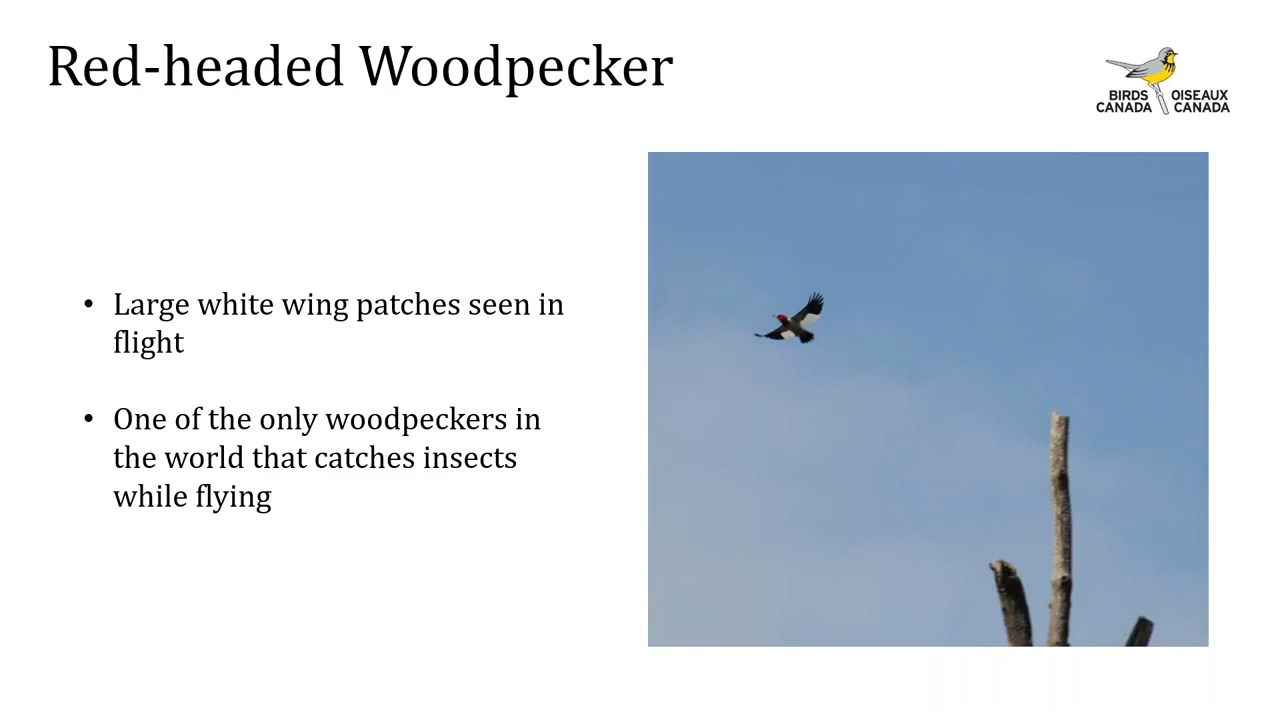 Red-headed Woodpecker
BIRDS OISEAUX
CANADA CANADA
• Large white wing patches seen in
flight
• One of the only woodpeckers in
the world that catches insects
while flying